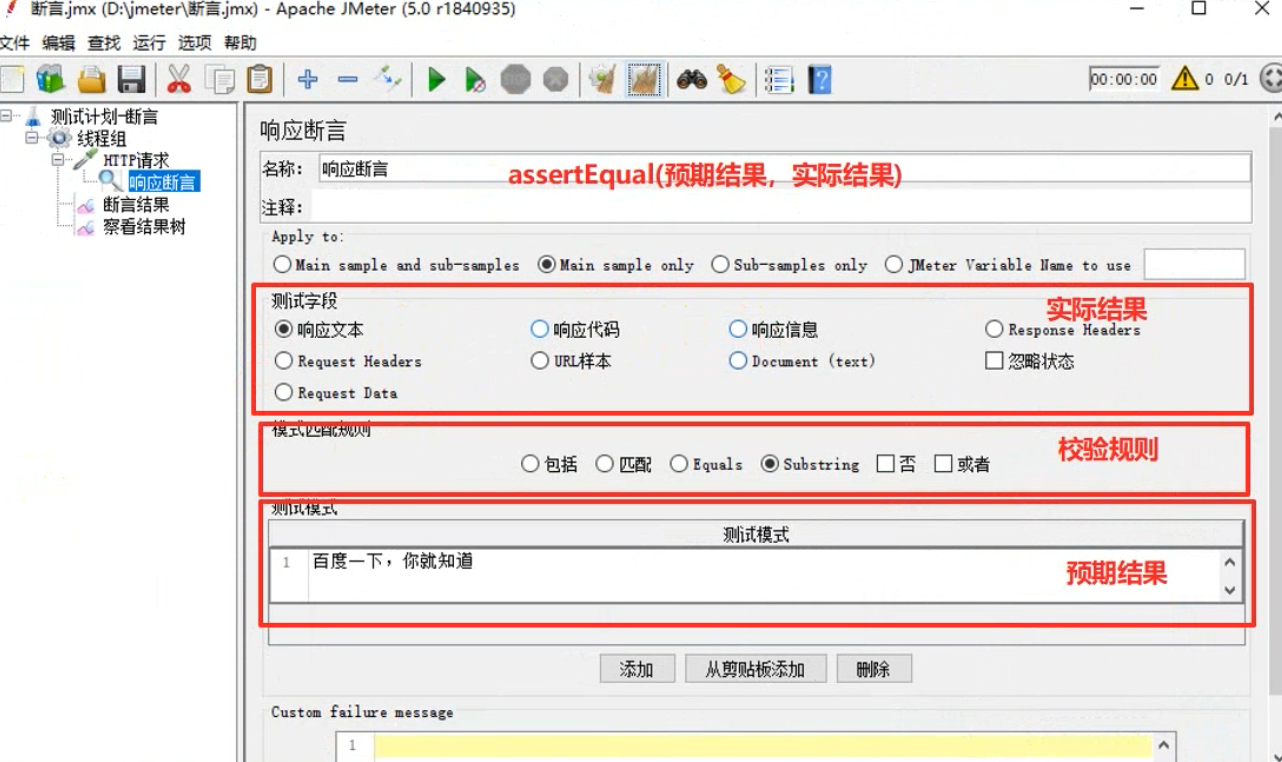 断言.jmx (D:\jmeter\断言.jmx) - Apache JMeter (5.0 r1840935)
文件 编辑 查找 运行 选项 帮助
00:00:00 0 0/1
测试计划-断言
线程组
HTTP请求
响应断言
断言结果
察看结果树
响应断言
名称： 响应断言
assertEqual(预期结果，实际结果)
注释：
Apply to:
Main sample and sub-samples Main sample only Sub-samples only JMeter Variable Name to use
测试字段
实际结果
响应文本 响应代码 响应信息 Response Headers
Request Headers URL样本 Document (text) 忽略状态
Request Data
模式匹配规则
校验规则
包括 匹配 Equals Substring 否 或者
测试模式
测试模式
1 百度一下，你就知道
预期结果
添加 从剪贴板添加 删除
Custom failure message
1